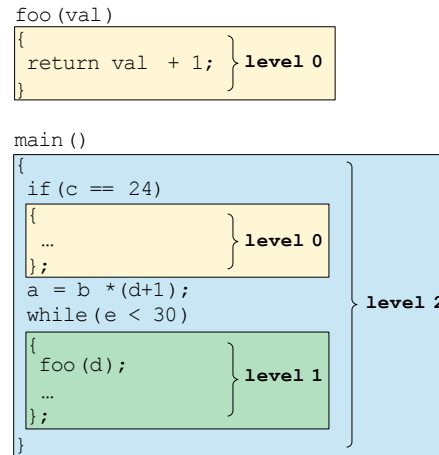 foo(val)
{
return val + 1; level 0
}
main()
{
if(c == 24)
{
… level 0
};
a = b *(d+1);
while(e < 30) level 2
{
foo(d);
… level 1
};
}